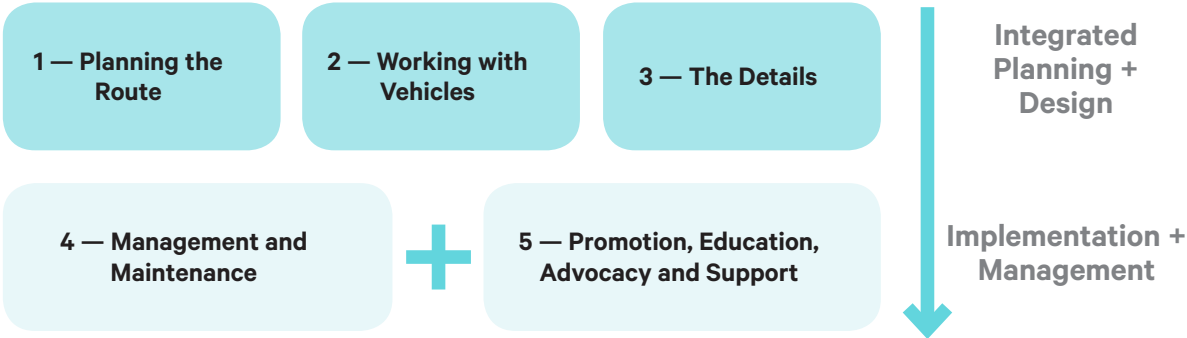 1 — Planning the
Route
2 — Working with
Vehicles
3 — The Details
Integrated
Planning +
Design
4 — Management and
Maintenance
5 — Promotion, Education,
Advocacy and Support
Implementation +
Management